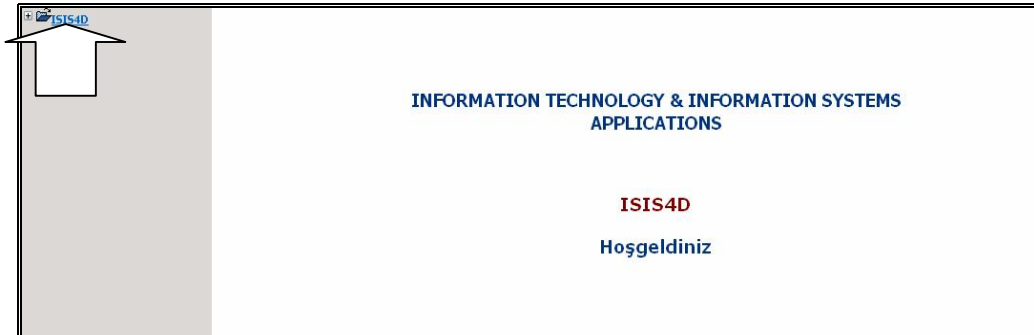 ISIS4D
INFORMATION TECHNOLOGY & INFORMATION SYSTEMS
APPLICATIONS
ISIS4D
Hoşgeldiniz